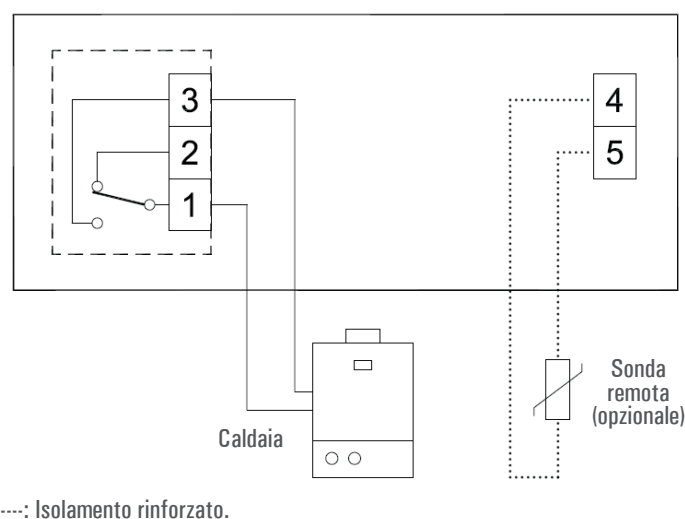 3
2
1
4
5
Caldaia
Sonda
remota
(opzionale)
----: Isolamento rinforzato.